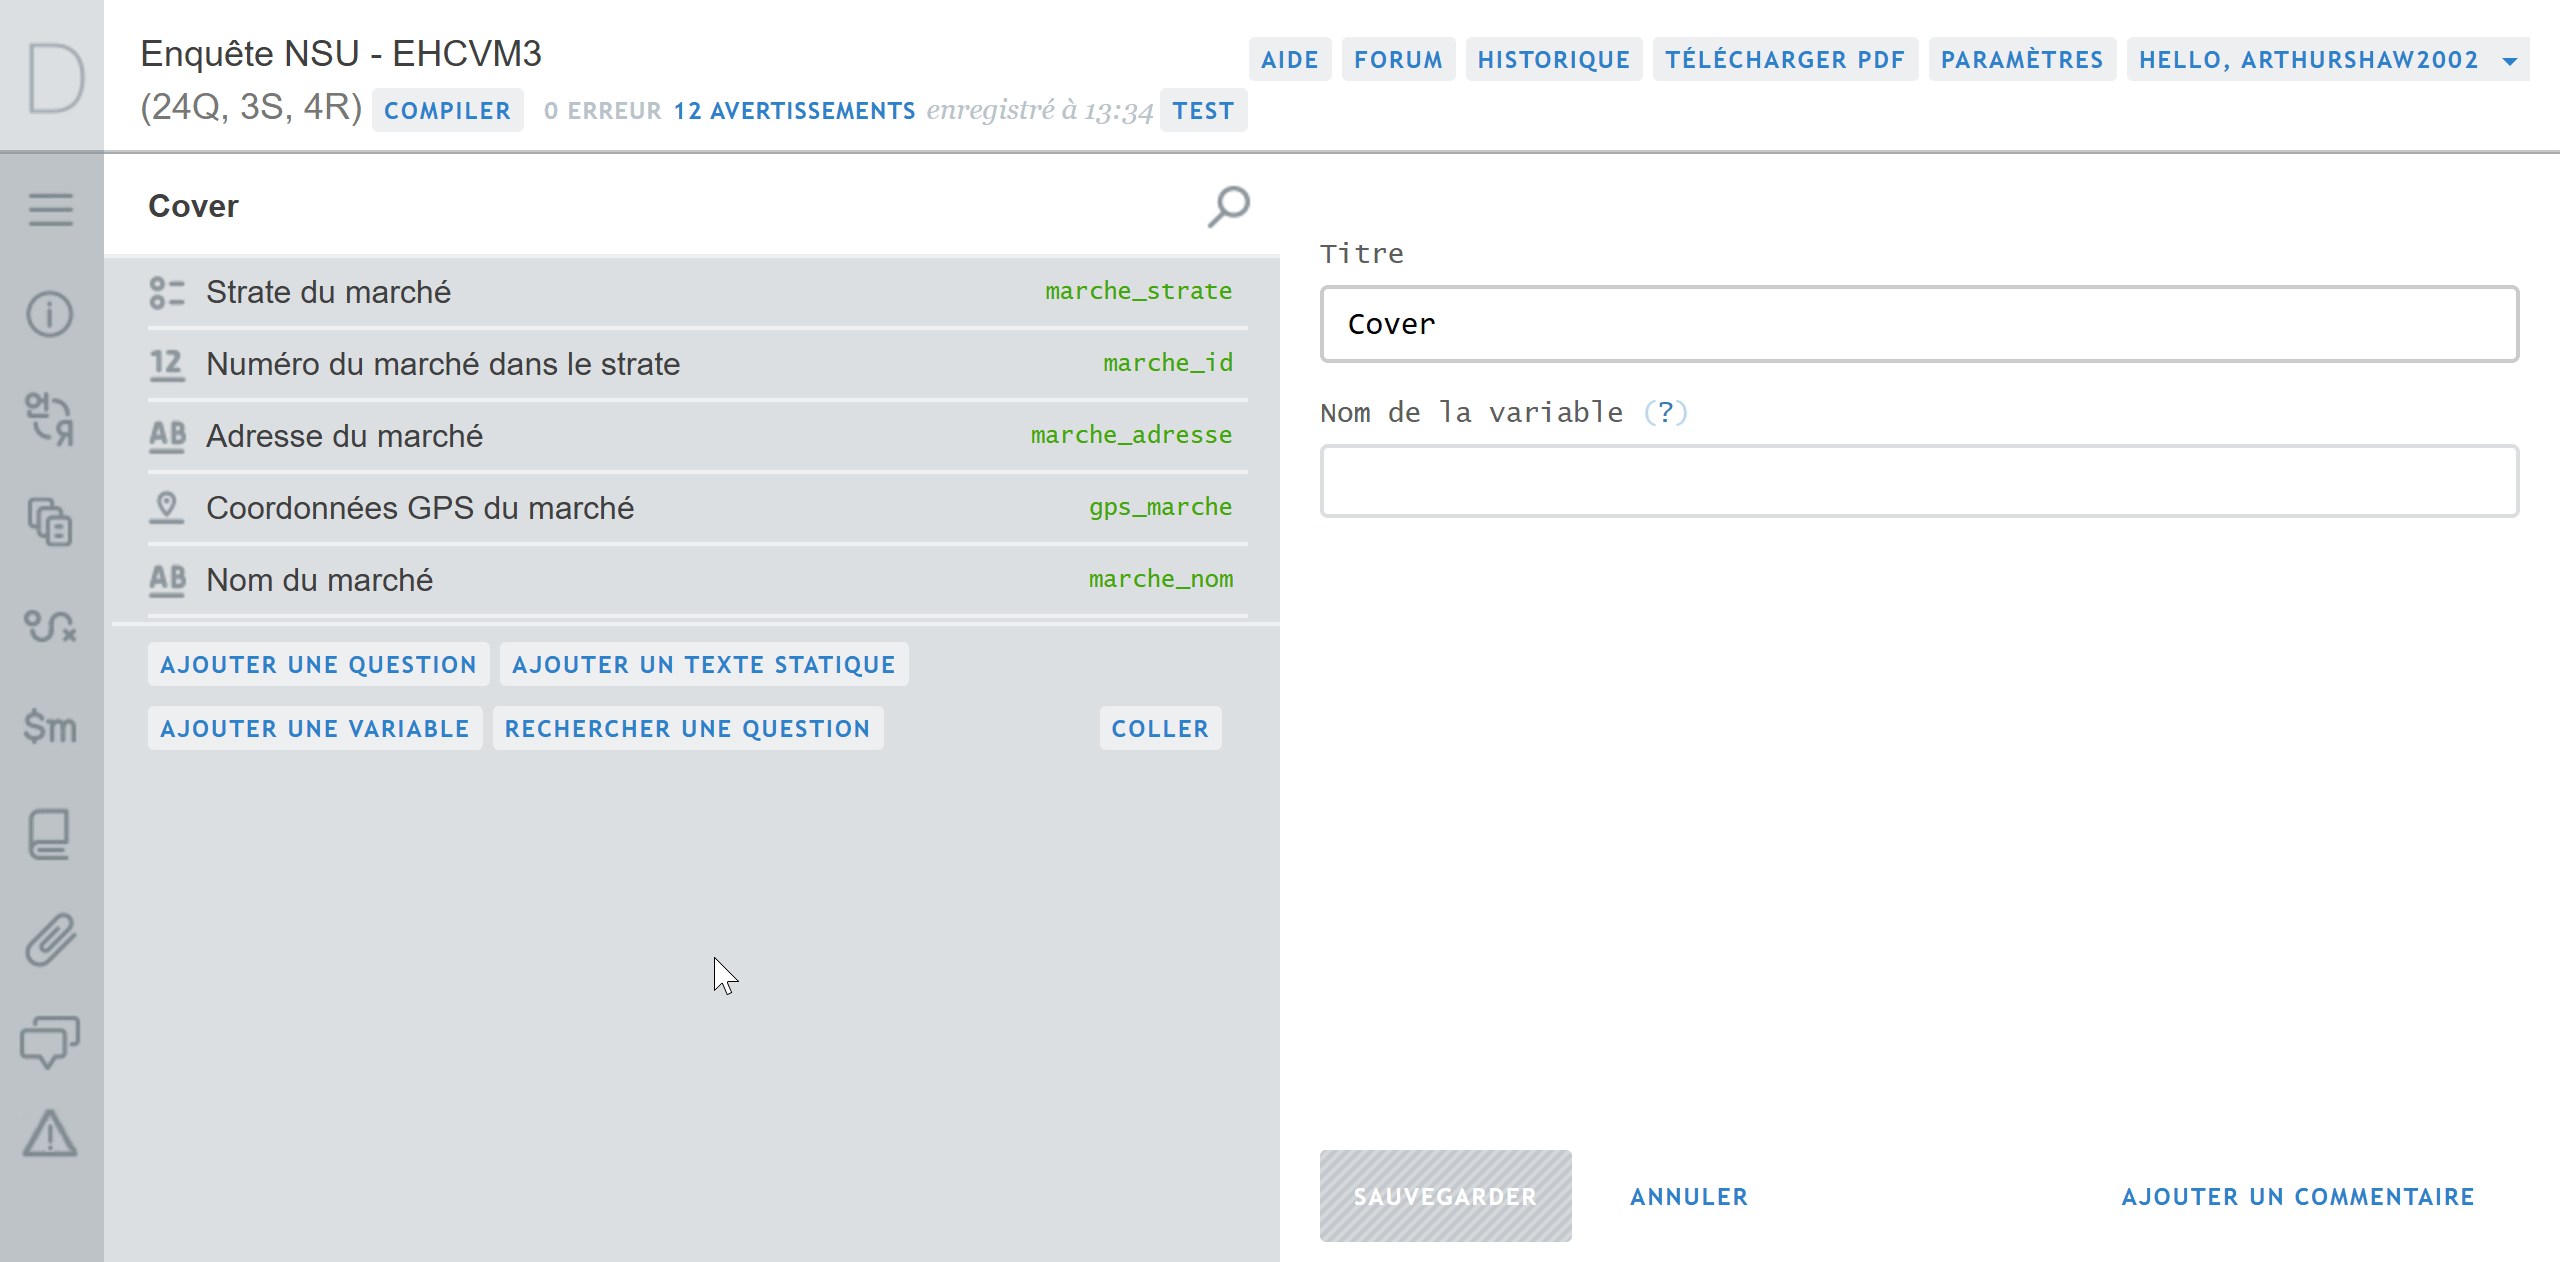 D
Enquête NSU - EHCVM3
(24Q, 3S, 4R) COMPILER 0 ERREUR 12 AVERTISSEMENTS enregistré à 13:34 TEST
AIDE FORUM HISTORIQUE TÉLÉCHARGER PDF PARAMÈTRES HELLO, ARTHURSHAW2002
Cover
Strate du marché marche_strate
12 Numéro du marché dans le strate marche_id
AB Adresse du marché marche_adresse
Coordonnées GPS du marché gps_marche
AB Nom du marché marche_nom
AJOUTER UNE QUESTION AJOUTER UN TEXTE STATIQUE
AJOUTER UNE VARIABLE RECHERCHER UNE QUESTION COLLER
$m
Titre
Cover
Nom de la variable (?)
SAUVEGARDER ANNULER AJOUTER UN COMMENTAIRE